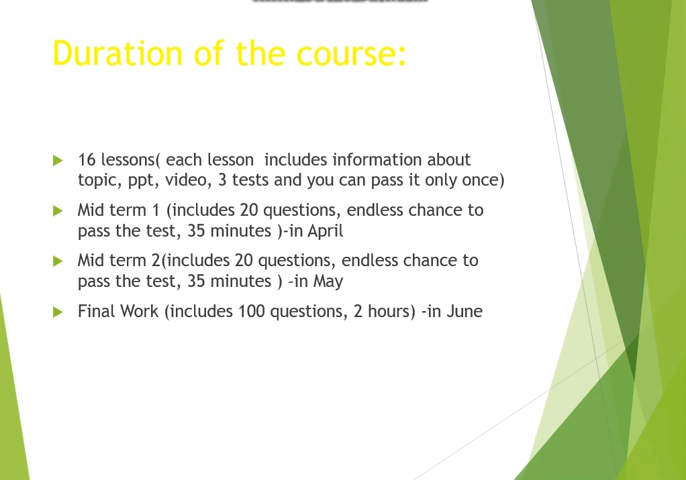 Duration of the course:
16 lessons( each lesson  includes information about
topic, ppt, video, 3 tests and you can pass it only once)
Mid term 1 (includes 20 questions, endless chance to
pass the test, 35 minutes )-in April
Mid term 2(includes 20 questions, endless chance to
pass the test, 35 minutes ) –in May
Final Work (includes 100 questions, 2 hours) -in June